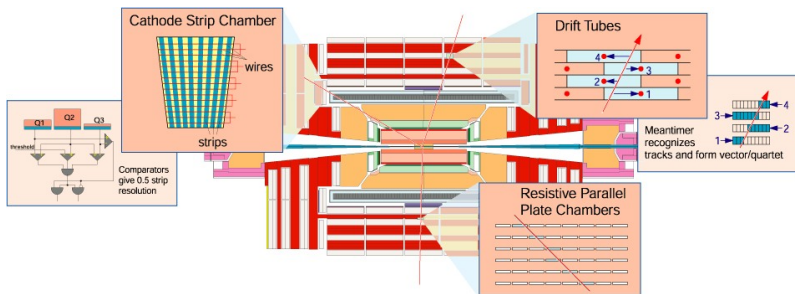 Cathode Strip Chamber
wires
strips
Q1
Q2
Q3
threshold
Comparators
give 0.5 strip
resolution
Drift Tubes
4
3
2
1
4
3
2
1
Meantimer
recognizes
tracks and form vector/quartet
Resistive Parallel
Plate Chambers